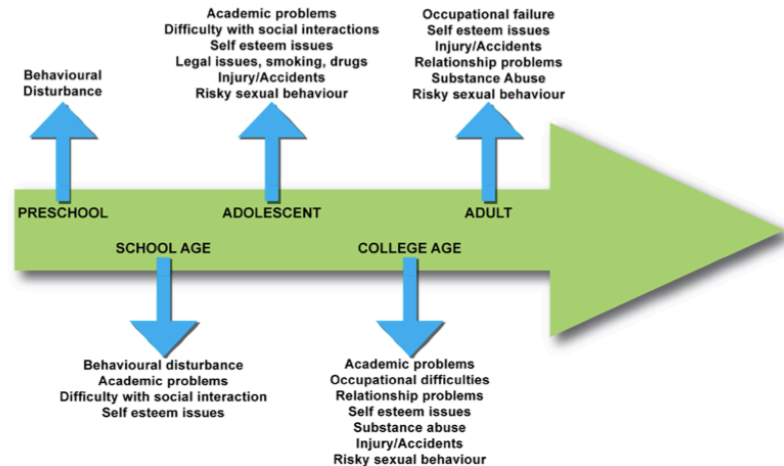 Behavioural
Disturbance
Academic problems
Difficulty with social interactions
Self esteem issues
Legal issues, smoking, drugs
Injury/Accidents
Risky sexual behaviour
Occupational failure
Self esteem issues
Injury/Accidents
Relationship problems
Substance Abuse
Risky sexual behaviour
PRESCHOOL
ADOLESCENT
ADULT
SCHOOL AGE
COLLEGE AGE
Behavioural disturbance
Academic problems
Difficulty with social interaction
Self esteem issues
Academic problems
Occupational difficulties
Relationship problems
Self esteem issues
Substance abuse
Injury/Accidents
Risky sexual behaviour